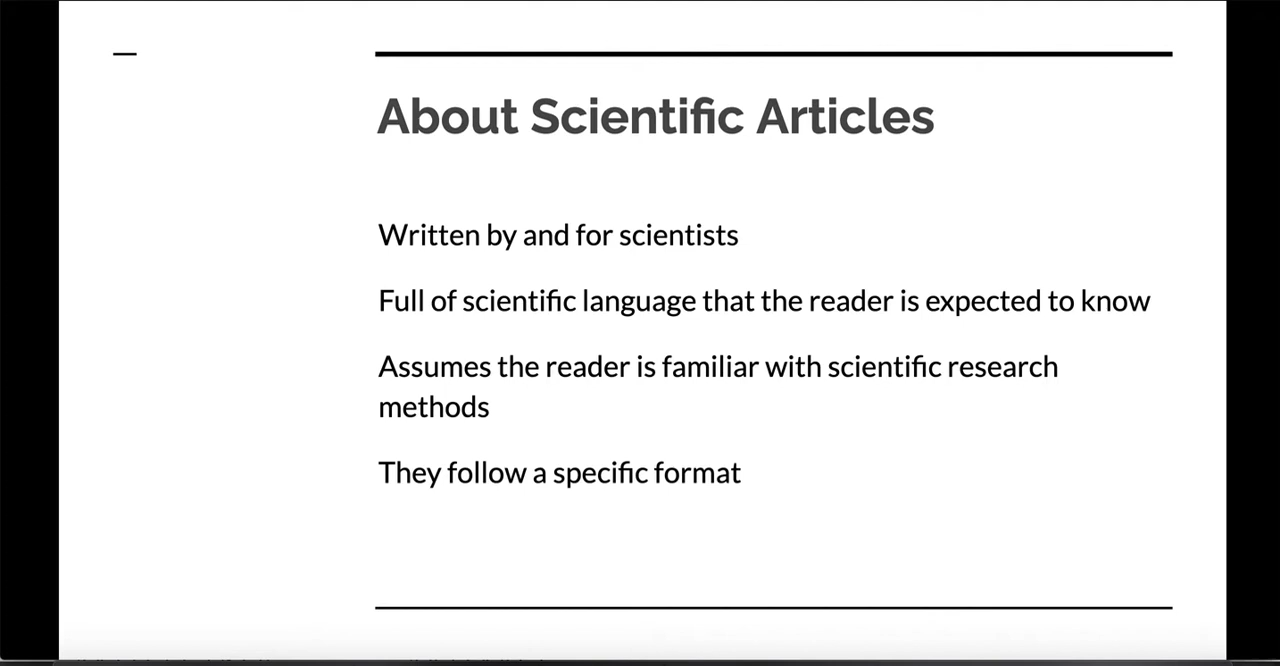 About Scientific Articles
Written by and for scientists
Full of scientific language that the reader is expected to know
Assumes the reader is familiar with scientific research
methods
They follow a specific format